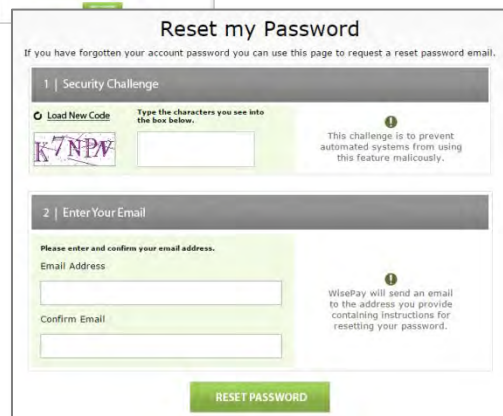 Reset my Password
If you have forgotten your account password you can use this page to request a reset password email.
1 | Security Challenge
Load New Code
Type the characters you see into
the box below.
K7NPN
This challenge is to prevent
automated systems from using
this feature malicously.
2 | Enter Your Email
Please enter and confirm your email address.
Email Address
WisePay will send an email
to the address you provide
containing instructions for
resetting your password.
Confirm Email
RESET PASSWORD